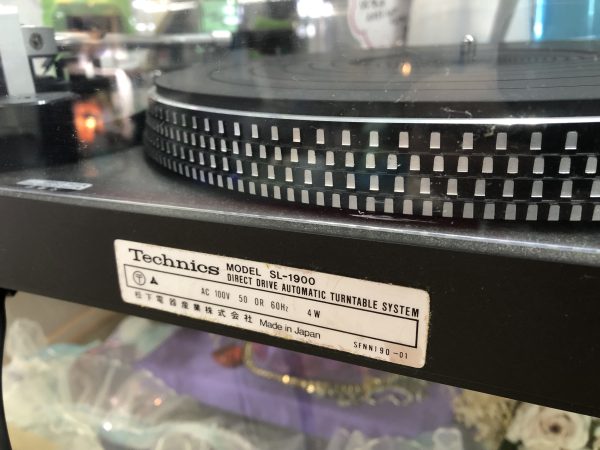 Technics MODEL SL-1900
DIRECT DRIVE AUTOMATIC TURNTABLE SYSTEM
AC 100V 50 OR 60Hz 4W
松下電器産業株式会社 Made in Japan
SFNN190-01